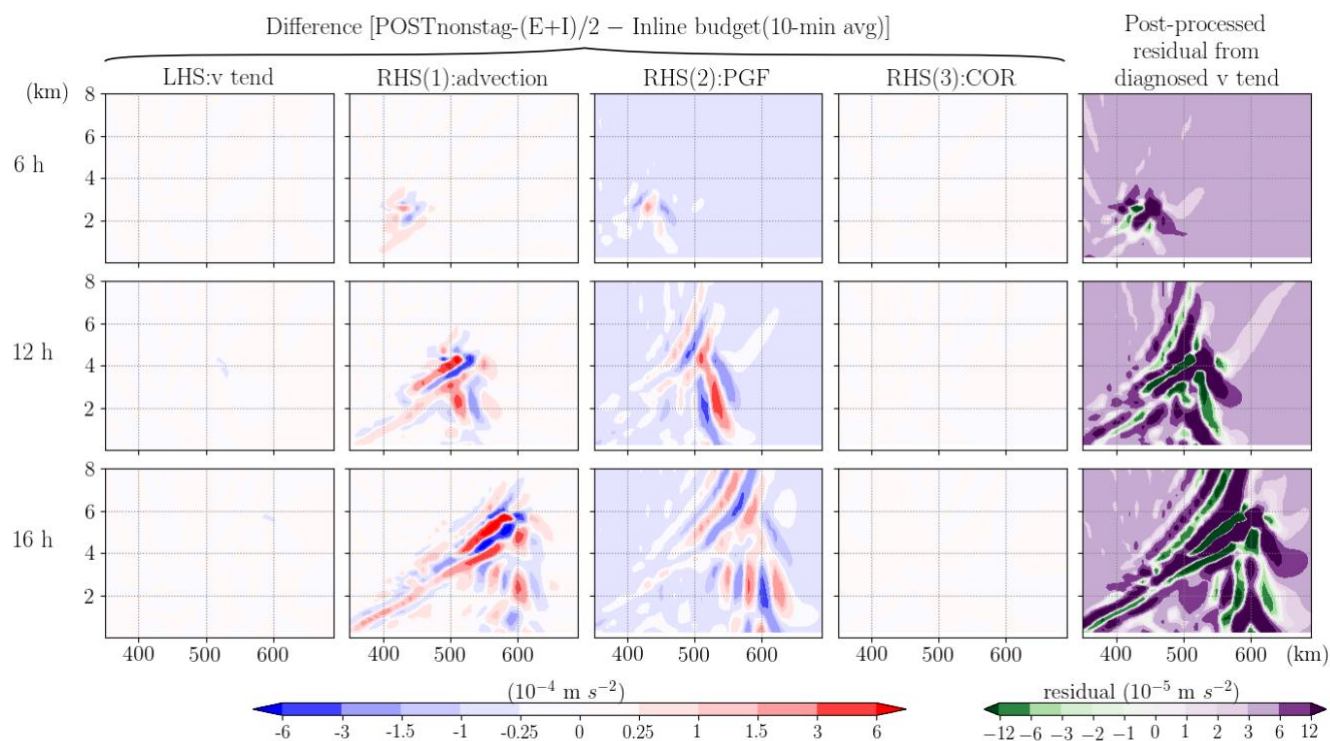 Difference [POSTnonstag-(E+I)/2 − Inline budget(10-min avg)]
Post-processed
residual from
diagnosed v tend
(km)
LHS:v tend
RHS(1):advection
RHS(2):PGF
RHS(3):COR
8
6
4
2
6 h
8
6
4
2
12 h
8
6
4
2
16 h
400 500 600
400 500 600
400 500 600
400 500 600
400 500 600 (km)
(10⁻⁴ m s⁻²)
-6 -3 -1.5 -1 -0.25 0 0.25 1 1.5 3 6
residual (10⁻⁵ m s⁻²)
−12 −6 −3 −2 −1 0 1 2 3 6 12